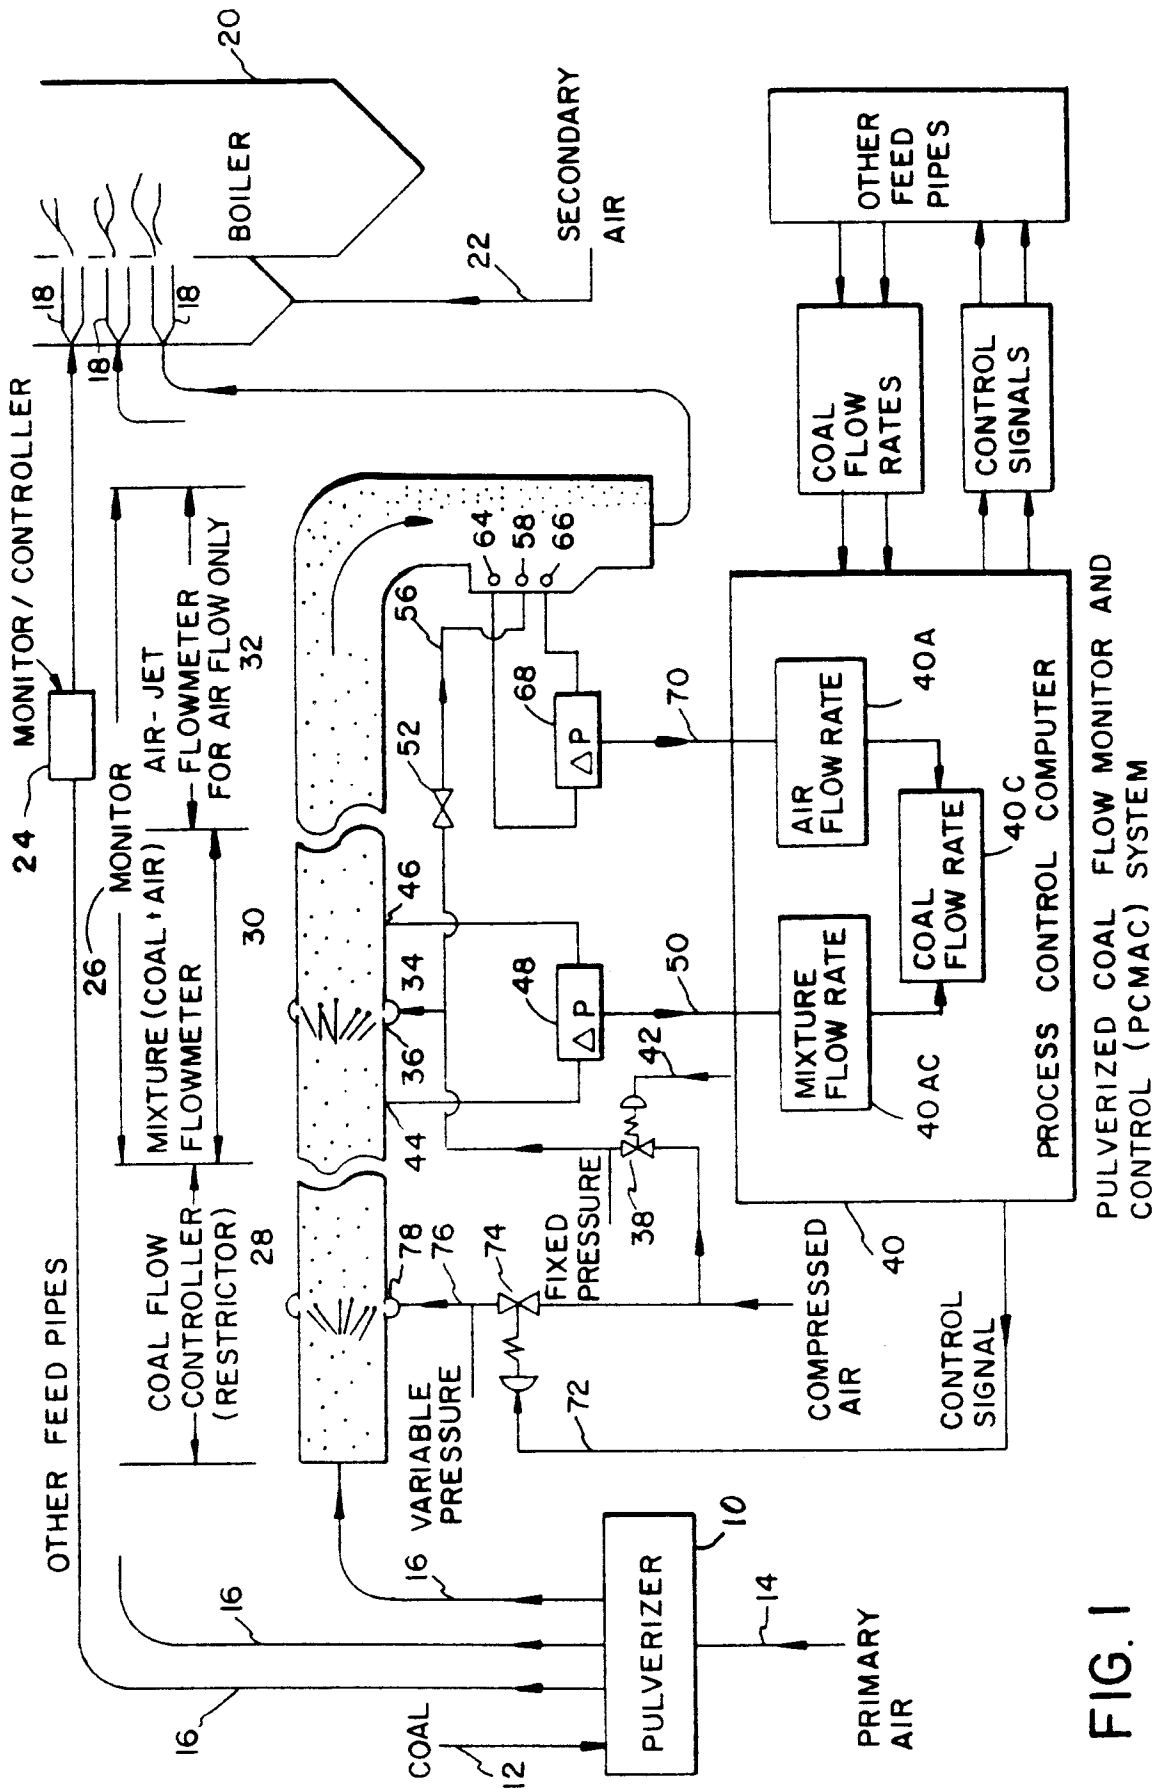 24
MONITOR / CONTROLLER
20
18
18
18
BOILER
22
SECONDARY
AIR
OTHER FEED PIPES
26
MONITOR
COAL FLOW
CONTROLLER
(RESTRICTOR)
28
MIXTURE (COAL + AIR)
FLOWMETER
30
AIR-JET
FLOWMETER
FOR AIR FLOW ONLY
32
16
16
16
VARIABLE
PRESSURE
76
78
74
FIXED
PRESSURE
44
36
34
46
48
ΔP
50
52
56
64
58
66
68
ΔP
70
38
42
COAL
12
PULVERIZER
10
14
PRIMARY
AIR
72
COMPRESSED
AIR
CONTROL
SIGNAL
40
MIXTURE
FLOW RATE
40AC
AIR
FLOW RATE
40A
COAL
FLOW RATE
40C
PROCESS CONTROL COMPUTER
COAL
FLOW
RATES
CONTROL
SIGNALS
OTHER
FEED
PIPES
PULVERIZED COAL FLOW MONITOR AND
CONTROL (PCMAC) SYSTEM
FIG. 1